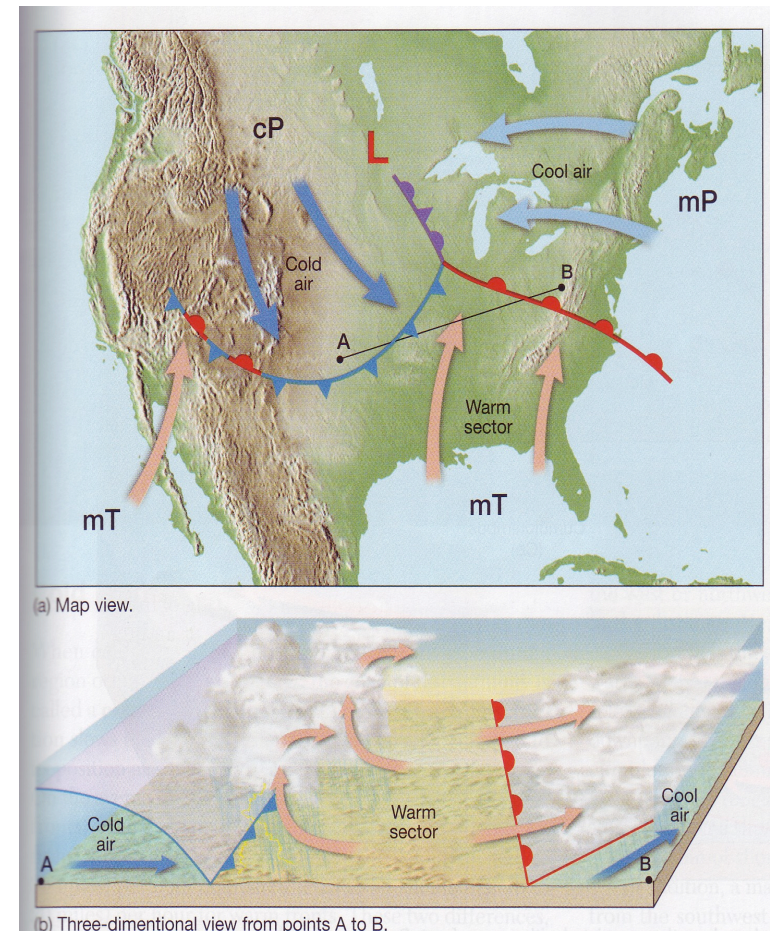 cP
L
Cool air
mP
Cold
air
B
A
Warm
sector
mT
mT
(a) Map view.
Cold
air
Warm
sector
Cool
air
A
B
(b) Three-dimentional view from points A to B.